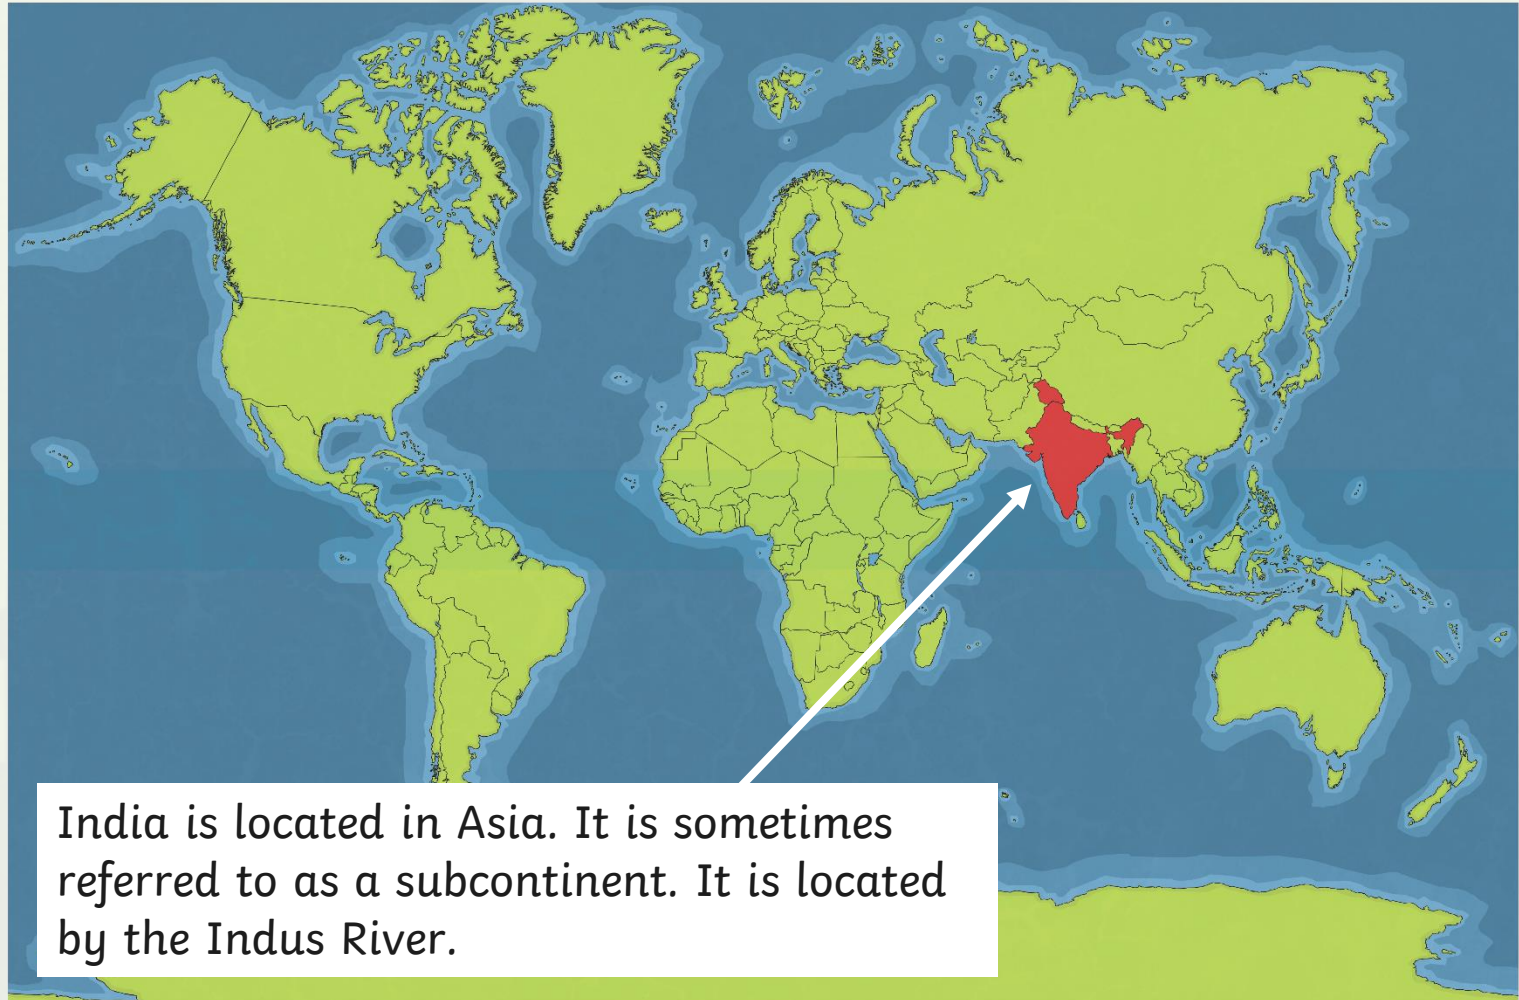 India is located in Asia. It is sometimes
referred to as a subcontinent. It is located
by the Indus River.